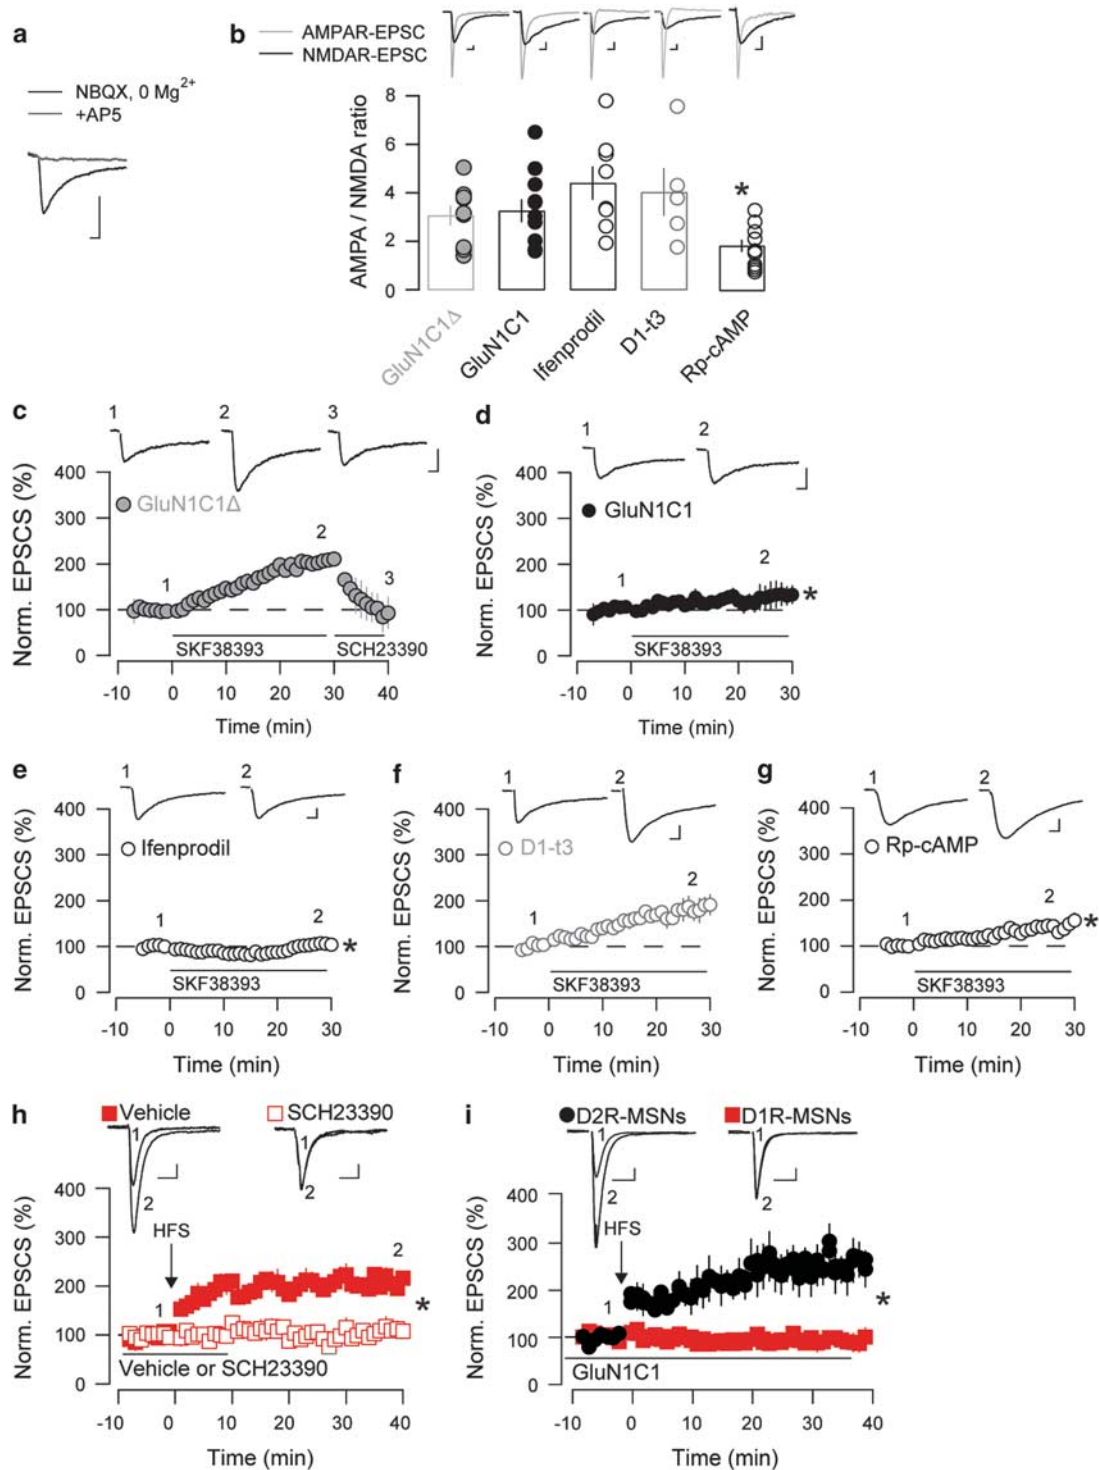 a
NBQX, 0 Mg2+
+AP5
b
AMPAR-EPSC
NMDAR-EPSC
AMPA / NMDA ratio
8
6
4
2
0
*
GluN1C1Δ
GluN1C1
Ifenprodil
D1-t3
Rp-cAMP
c
1
2
3
Norm. EPSCS (%)
400
300
200
100
0
GluN1C1Δ
1
2
3
SKF38393
SCH23390
-10 0 10 20 30 40
Time (min)
d
1
2
Norm. EPSCS (%)
400
300
200
100
0
GluN1C1
1
2
*
SKF38393
-10 0 10 20 30
Time (min)
e
1
2
Norm. EPSCS (%)
400
300
200
100
0
Ifenprodil
1
2
*
SKF38393
-10 0 10 20 30
Time (min)
f
1
2
Norm. EPSCS (%)
400
300
200
100
0
D1-t3
1
2
SKF38393
-10 0 10 20 30
Time (min)
g
1
2
Norm. EPSCS (%)
400
300
200
100
0
Rp-cAMP
1
2
*
SKF38393
-10 0 10 20 30
Time (min)
h
Vehicle
SCH23390
1
2
1
2
Norm. EPSCS (%)
400
300
200
100
0
HFS
1
2
*
Vehicle or SCH23390
-10 0 10 20 30 40
Time (min)
i
D2R-MSNs
D1R-MSNs
1
2
1
2
Norm. EPSCS (%)
400
300
200
100
0
HFS
1
2
*
GluN1C1
-10 0 10 20 30 40
Time (min)